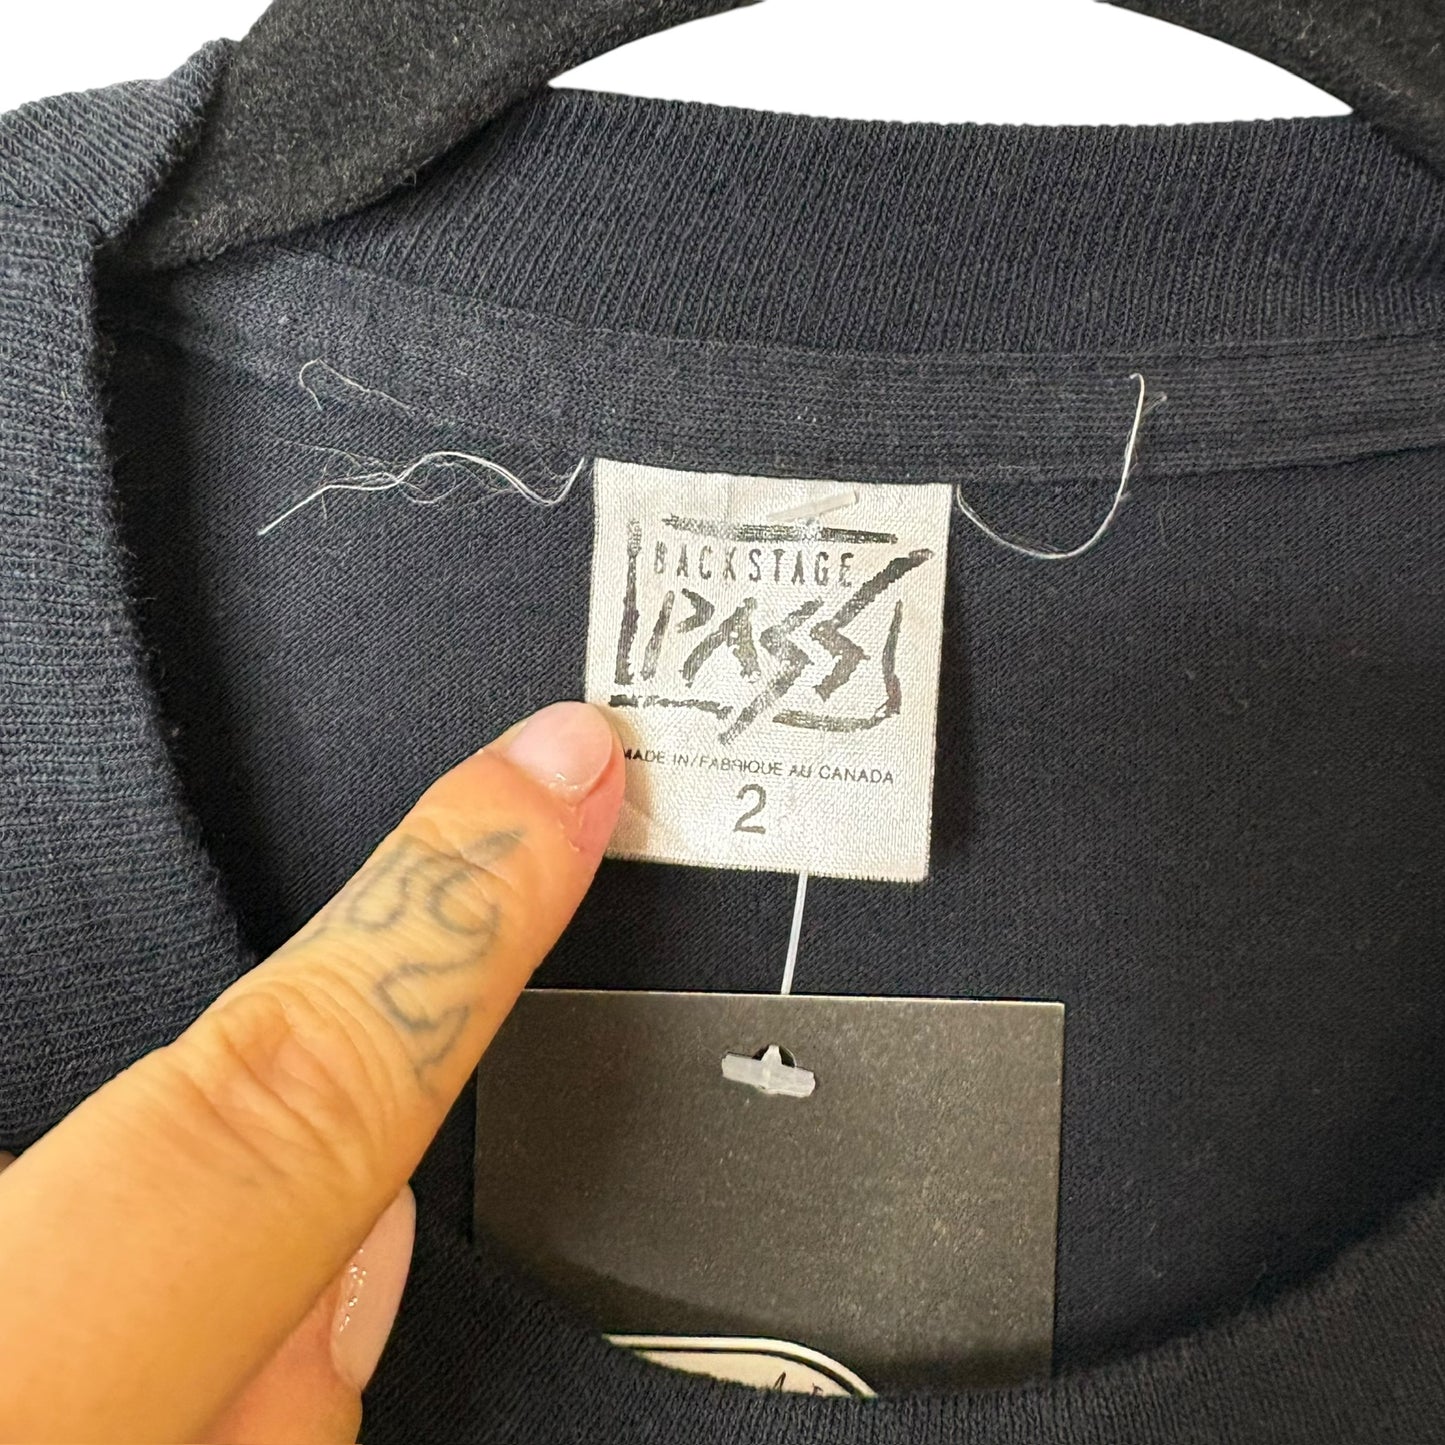 BACKSTAGE
PASS
MADE IN/FABRIQUE AU CANADA
2